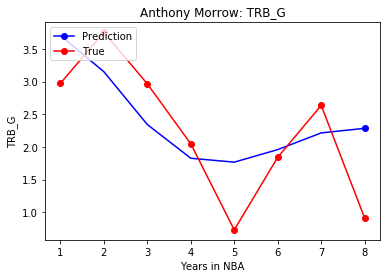 Anthony Morrow: TRB_G
Prediction
True
3.5
3.0
2.5
2.0
1.5
1.0
TRB_G
1 2 3 4 5 6 7 8
Years in NBA